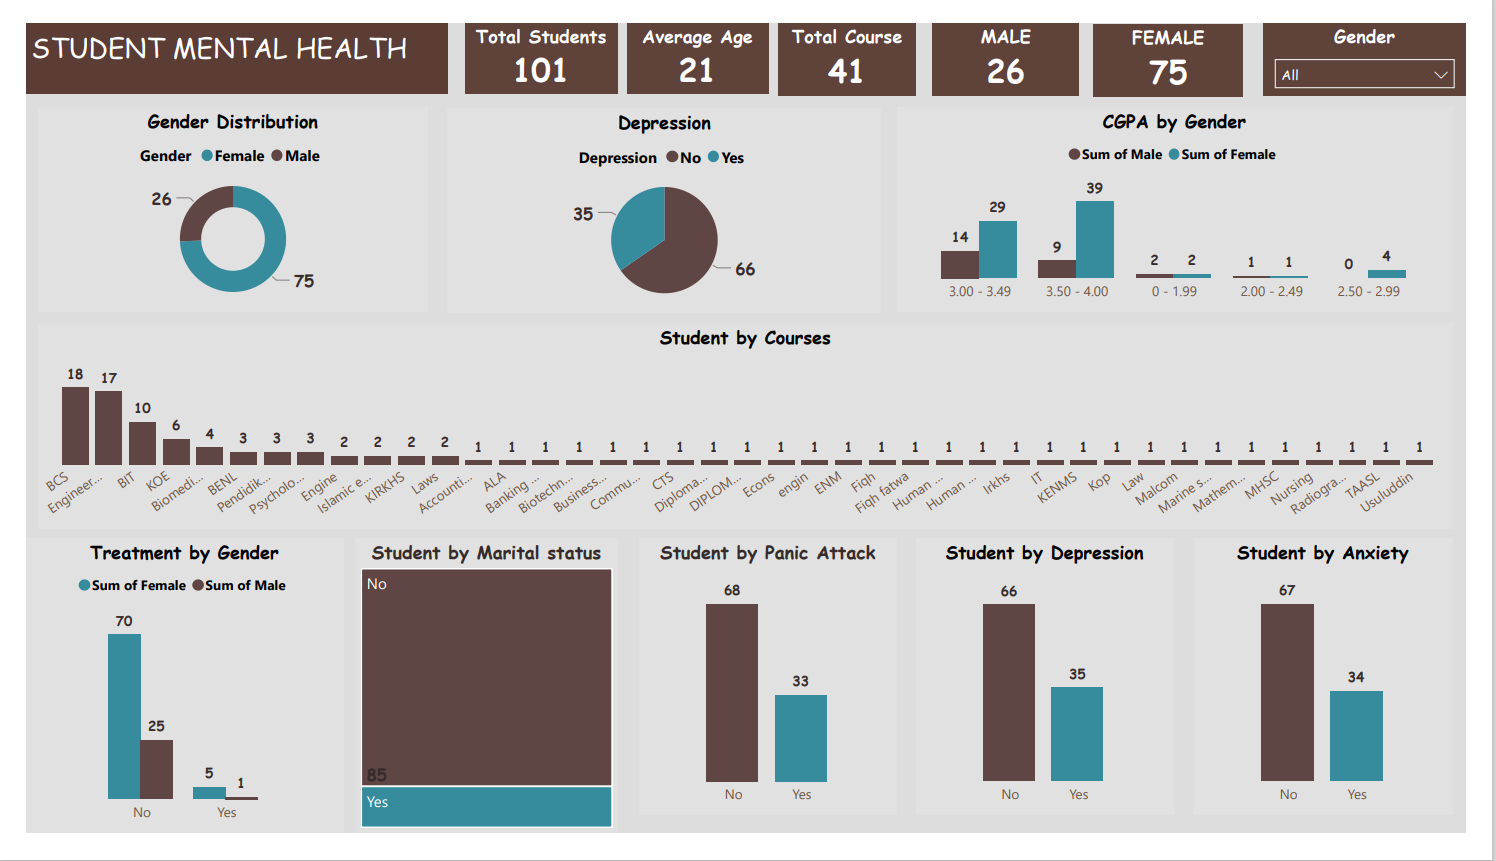 STUDENT MENTAL HEALTH
Total Students
101
Average Age
21
Total Course
41
MALE
26
FEMALE
75
Gender
All
Gender Distribution
Gender Female Male
26
75
Depression
Depression No Yes
35
66
CGPA by Gender
Sum of Male Sum of Female
14 29 9 39 2 2 1 1 0 4
3.00 - 3.49 3.50 - 4.00 0 - 1.99 2.00 - 2.49 2.50 - 2.99
Student by Courses
18 17 10 6 4 3 3 3 2 2 2 2 1 1 1 1 1 1 1 1 1 1 1 1 1 1 1 1 1 1 1 1 1 1 1 1 1 1 1 1 1
BCS Engineer... BIT KOE Biomedi... BENL Pendidik... Psycholo... Engine Islamic e... KIRKHS Laws Accounti... ALA Banking ... Biotechn... Business... Commu... CTS Diploma... DIPLOM... Econs engin ENM Fiqh Fiqh fatwa Human ... Human ... Irkhs IT KENMS Kop Law Malcom Marine s... Mathem... MHSC Nursing Radiogra... TAASL Usuluddin
Treatment by Gender
Sum of Female Sum of Male
70 25 5 1
No Yes
Student by Marital status
No
85
Yes
Student by Panic Attack
68 33
No Yes
Student by Depression
66 35
No Yes
Student by Anxiety
67 34
No Yes